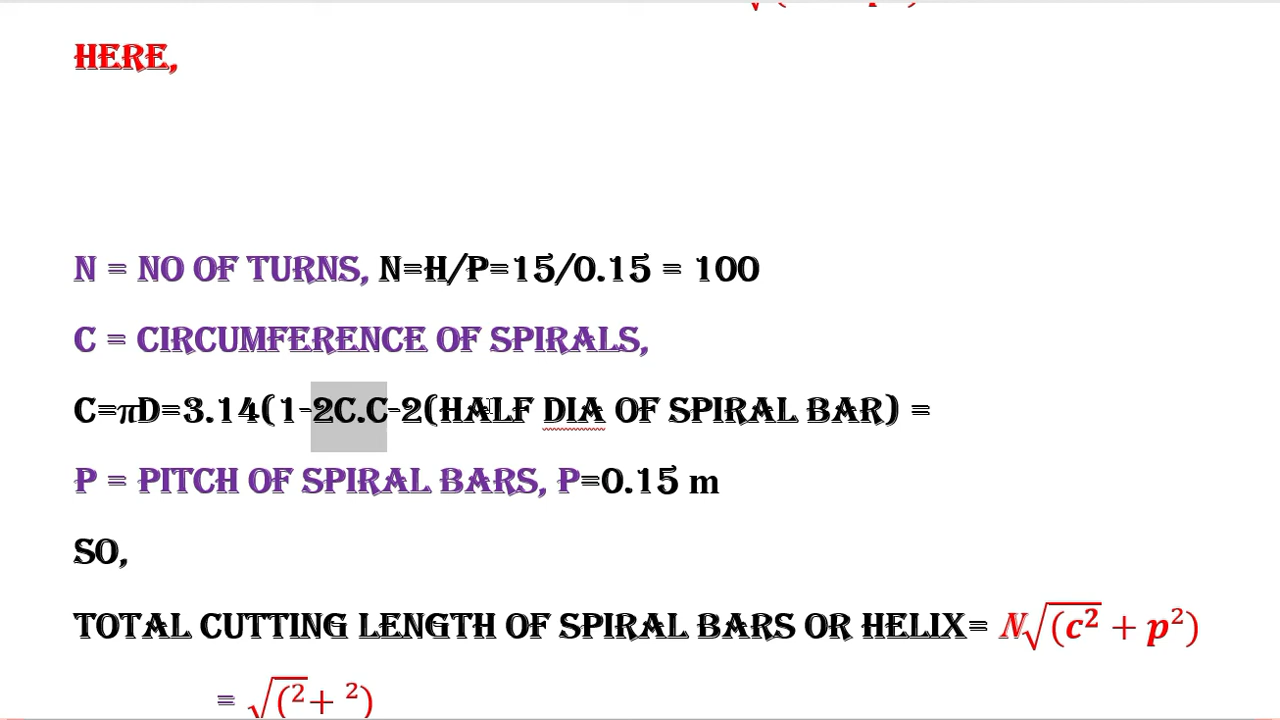 HERE,
N = NO OF TURNS, N=H/P=15/0.15 = 100
C = CIRCUMFERENCE OF SPIRALS,
C=πD=3.14(1-2C.C-2(HALF DIA OF SPIRAL BAR) =
P = PITCH OF SPIRAL BARS, P=0.15 m
SO,
TOTAL CUTTING LENGTH OF SPIRAL BARS OR HELIX= N√(c² + p²)
= √(²+ ²)